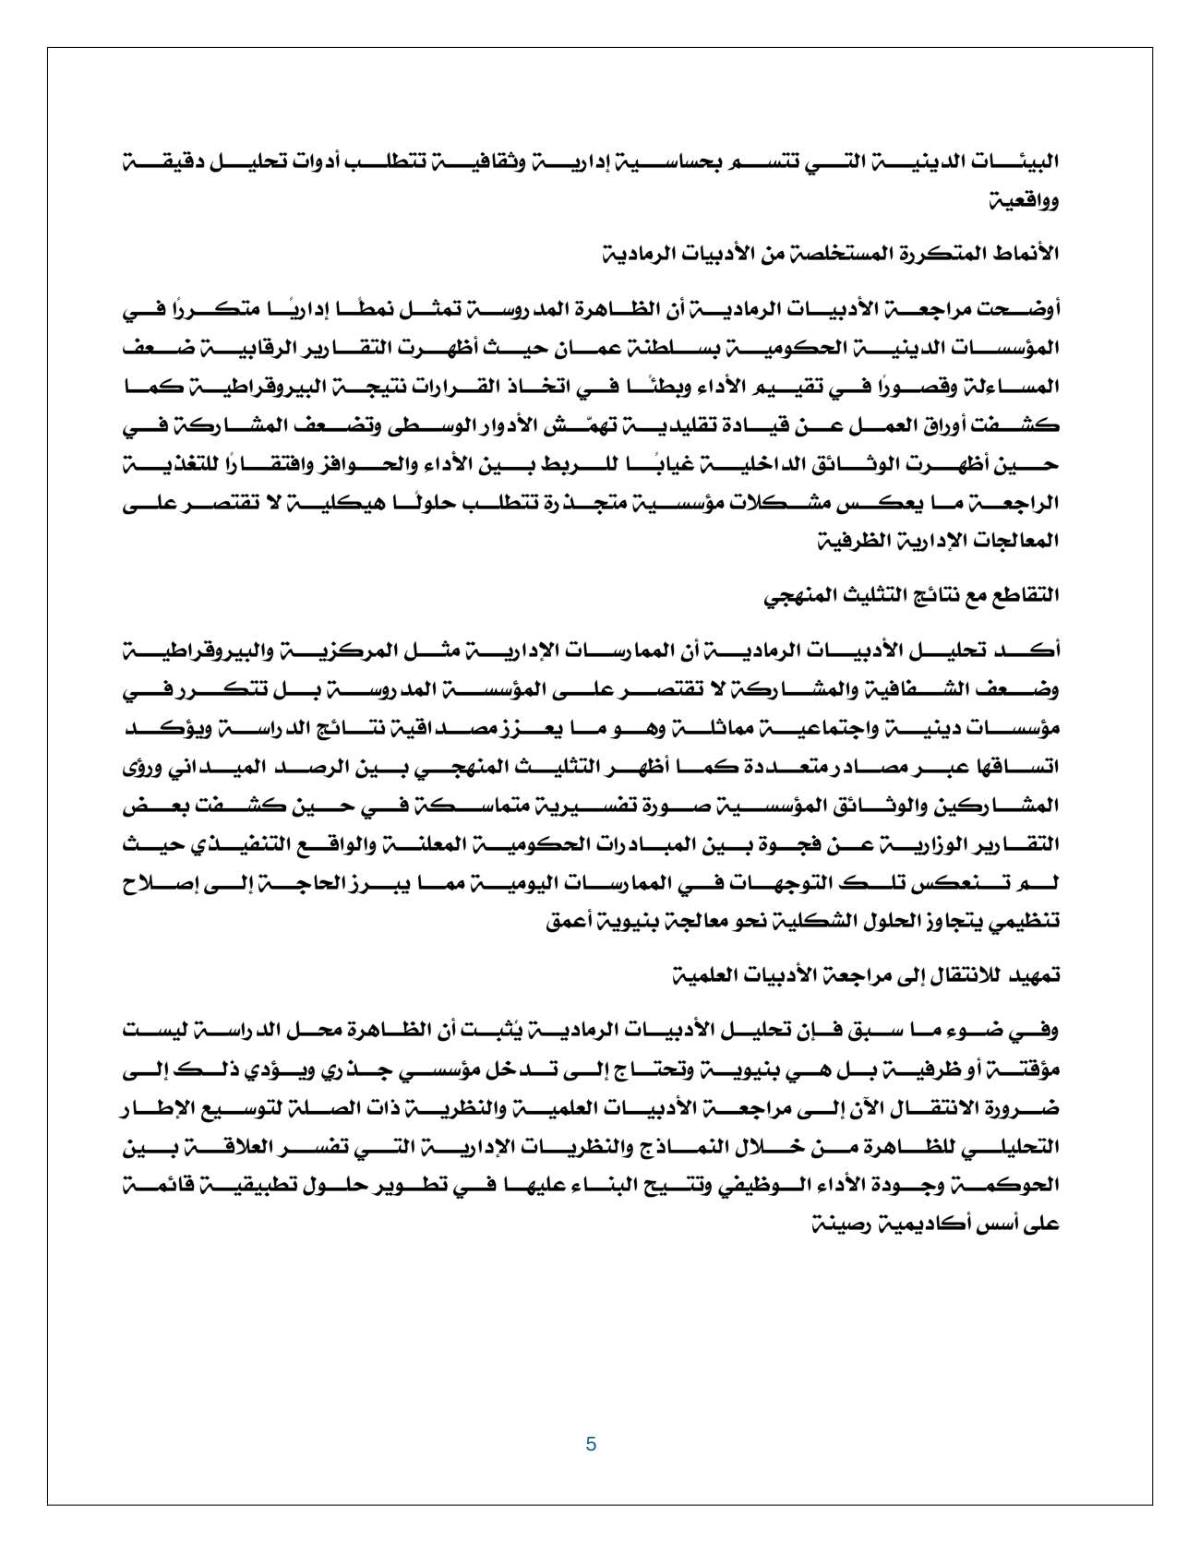 البيئات الدينية التي تتسم بحساسية إدارية وثقافية تتطلب أدوات تحليل دقيقة
وواقعية
الأنماط المتكررة المستخلصة من الأدبيات الرمادية
أوضحت مراجعة الأدبيات الرمادية أن الظاهرة المدروسة تمثل نمطًا إداريًا متكررًا في
المؤسسات الدينية الحكومية بسلطنة عمان حيث أظهرت التقارير الرقابية ضعف
المساءلة وقصورًا في تقييم الأداء وبطئًا في اتخاذ القرارات نتيجة البيروقراطية كما
كشفت أوراق العمل عن قيادة تقليدية تهمّش الأدوار الوسطى وتضعف المشاركة في
حين أظهرت الوثائق الداخلية غيابًا للربط بين الأداء والحوافز وافتقارًا للتغذية
الراجعة ما يعكس مشكلات مؤسسية متجذرة تتطلب حلولًا هيكلية لا تقتصر على
المعالجات الإدارية الظرفية
التقاطع مع نتائج التثليث المنهجي
أكد تحليل الأدبيات الرمادية أن الممارسات الإدارية مثل المركزية والبيروقراطية
وضعف الشفافية والمشاركة لا تقتصر على المؤسسة المدروسة بل تتكرر في
مؤسسات دينية واجتماعية مماثلة وهو ما يعزز مصداقية نتائج الدراسة ويؤكد
اتساقها عبر مصادر متعددة كما أظهر التثليث المنهجي بين الرصد الميداني ورؤى
المشاركين والوثائق المؤسسية صورة تفسيرية متماسكة في حين كشفت بعض
التقارير الوزارية عن فجوة بين المبادرات الحكومية المعلنة والواقع التنفيذي حيث
لم تنعكس تلك التوجهات في الممارسات اليومية مما يبرز الحاجة إلى إصلاح
تنظيمي يتجاوز الحلول الشكلية نحو معالجة بنيوية أعمق
تمهيد للانتقال إلى مراجعة الأدبيات العلمية
وفي ضوء ما سبق فإن تحليل الأدبيات الرمادية يُثبت أن الظاهرة محل الدراسة ليست
مؤقتة أو ظرفية بل هي بنيوية وتحتاج إلى تدخل مؤسسي جذري ويؤدي ذلك إلى
ضرورة الانتقال الآن إلى مراجعة الأدبيات العلمية والنظرية ذات الصلة لتوسيع الإطار
التحليلي للظاهرة من خلال النماذج والنظريات الإدارية التي تفسر العلاقة بين
الحوكمة وجودة الأداء الوظيفي وتتيح البناء عليها في تطوير حلول تطبيقية قائمة
على أسس أكاديمية رصينة
5